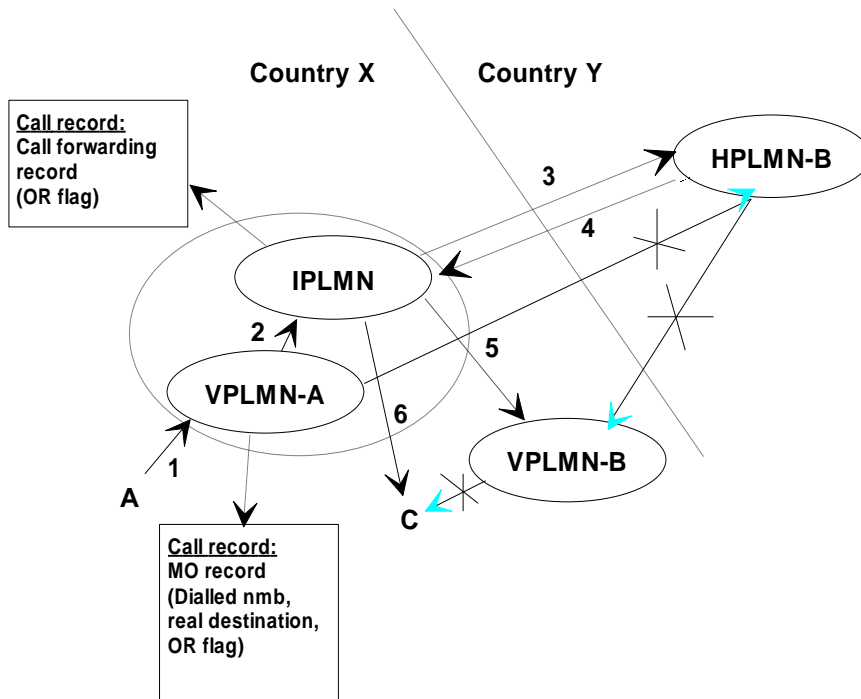 Country X
Country Y
Call record:
Call forwarding
record
(OR flag)
HPLMN-B
3
4
IPLMN
2
5
VPLMN-A
6
VPLMN-B
1
A
C
Call record:
MO record
(Dialled nmb,
real destination,
OR flag)